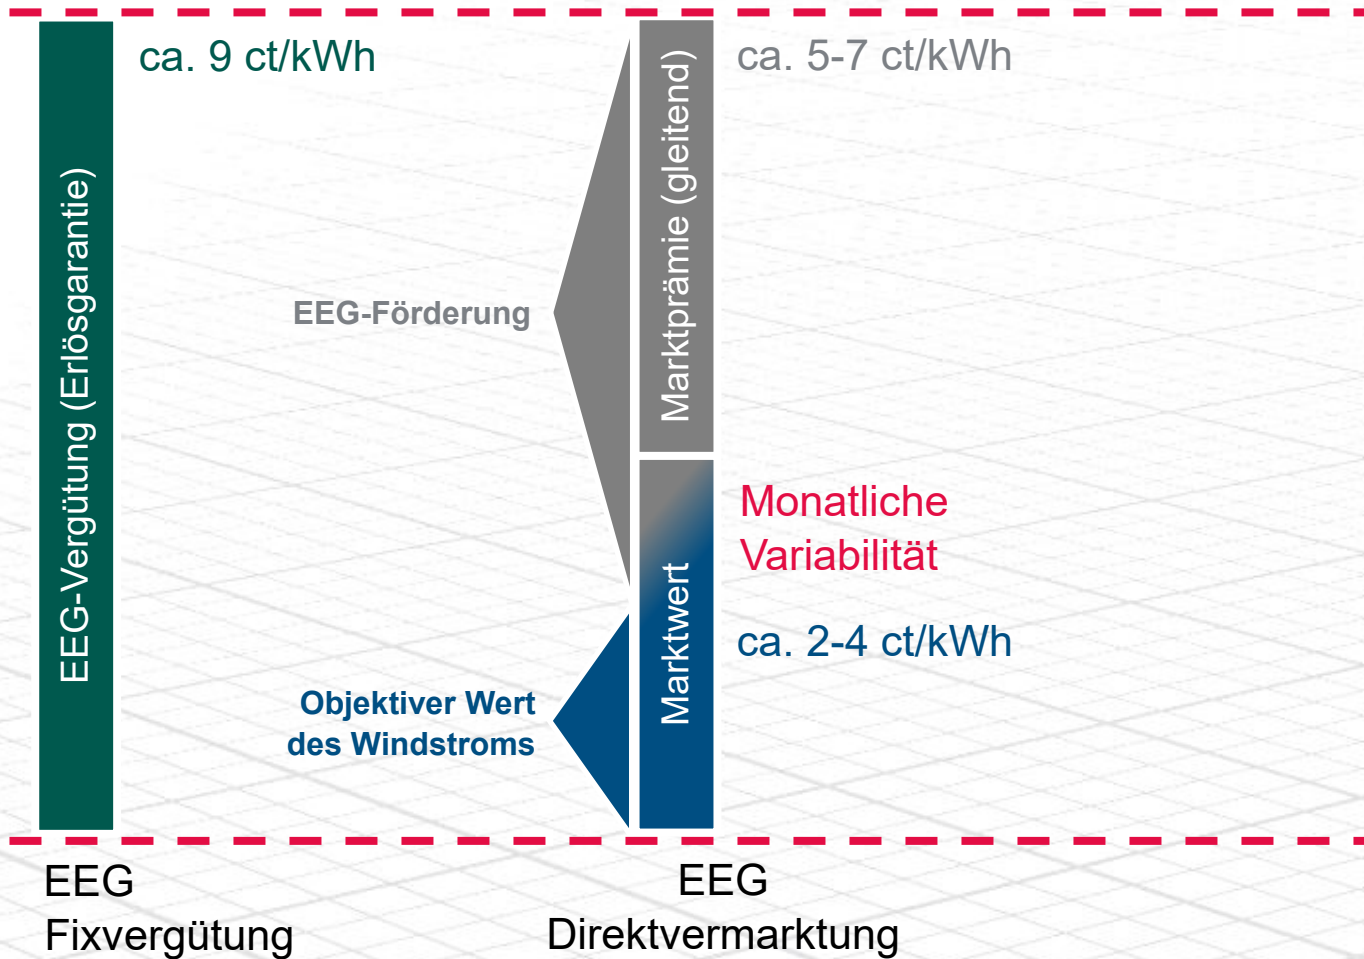 ca. 9 ct/kWh
EEG-Vergütung (Erlösgarantie)
EEG-Förderung
Objektiver Wert
des Windstroms
Marktprämie (gleitend)
ca. 5-7 ct/kWh
Marktwert
Monatliche
Variabilität
ca. 2-4 ct/kWh
EEG
Fixvergütung
EEG
Direktvermarktung